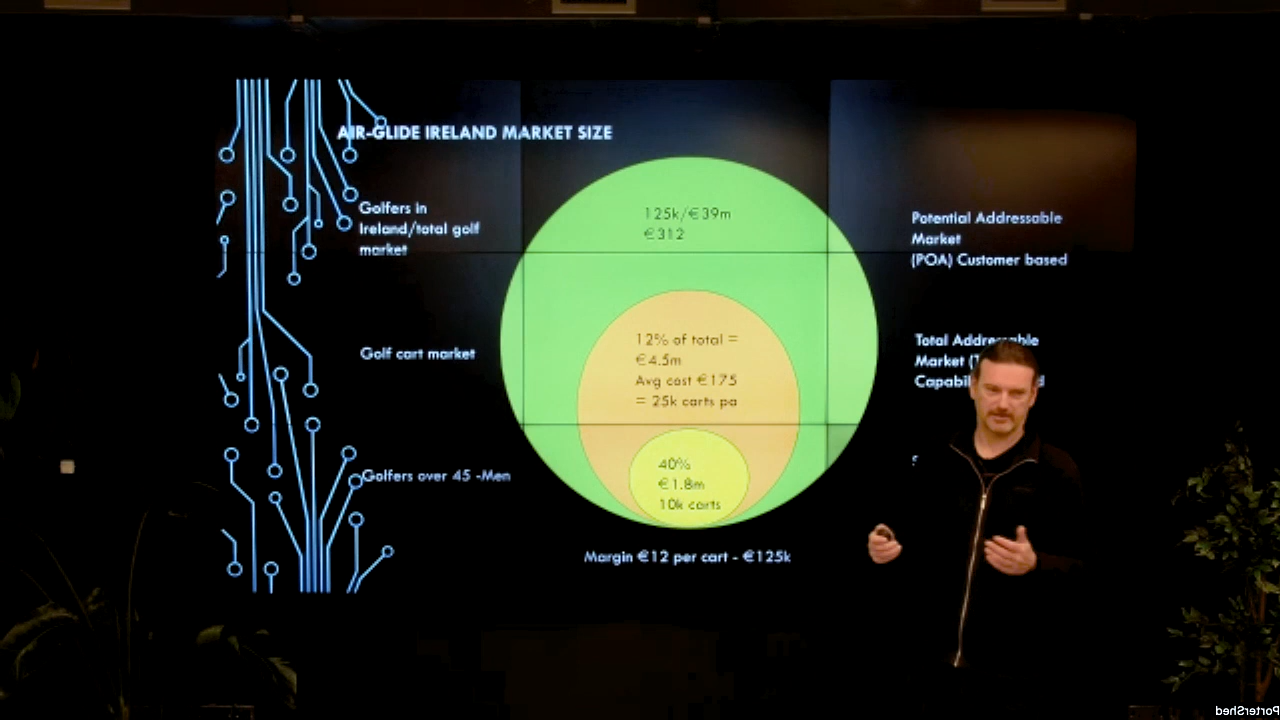 AIR-GLIDE IRELAND MARKET SIZE
Golfers in
Ireland/total golf
market
125k/€39m
€312
Potential Addressable
Market
(POA) Customer based
Golf cart market
12% of total =
€4.5m
Avg cost €175
= 25k carts pa
Total
Market
Golfers over 45 -Men
40%
€1.8m
10k carts
Margin €12 per cart - €125k
PorterShed